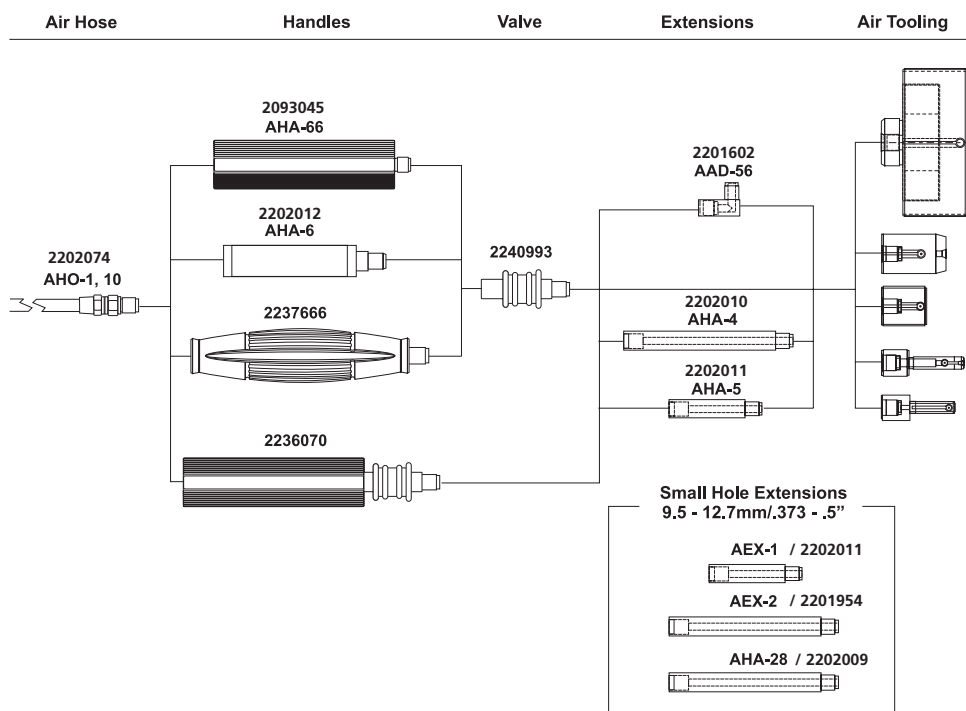 Air Hose
Handles
Valve
Extensions
Air Tooling
2093045
AHA-66
2202012
AHA-6
2202074
AHO-1, 10
2237666
2236070
2240993
2201602
AAD-56
2202010
AHA-4
2202011
AHA-5
Small Hole Extensions
9.5 - 12.7mm/.373 - .5”
AEX-1 / 2202011
AEX-2 / 2201954
AHA-28 / 2202009